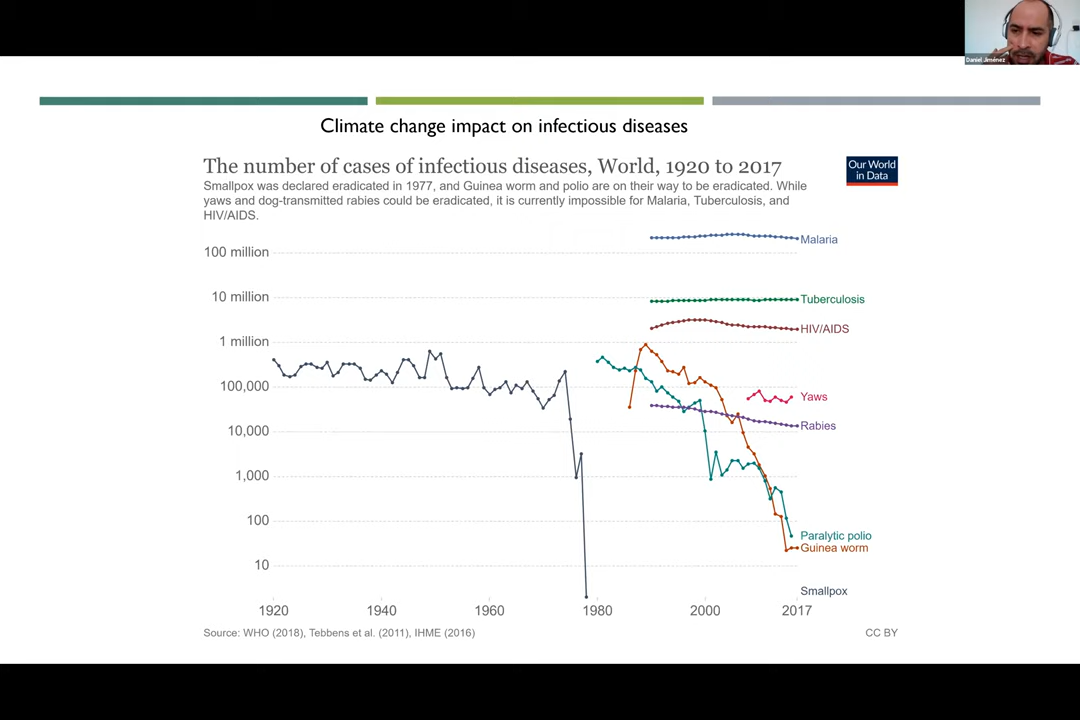 Daniel Jiménez
Climate change impact on infectious diseases
The number of cases of infectious diseases, World, 1920 to 2017
Our World
in Data
Smallpox was declared eradicated in 1977, and Guinea worm and polio are on their way to be eradicated. While
yaws and dog-transmitted rabies could be eradicated, it is currently impossible for Malaria, Tuberculosis, and
HIV/AIDS.
Malaria
100 million
10 million
Tuberculosis
HIV/AIDS
1 million
100,000
Yaws
Rabies
10,000
1,000
100
Paralytic polio
Guinea worm
10
Smallpox
1920
1940
1960
1980
2000
2017
Source: WHO (2018), Tebbens et al. (2011), IHME (2016)
CC BY